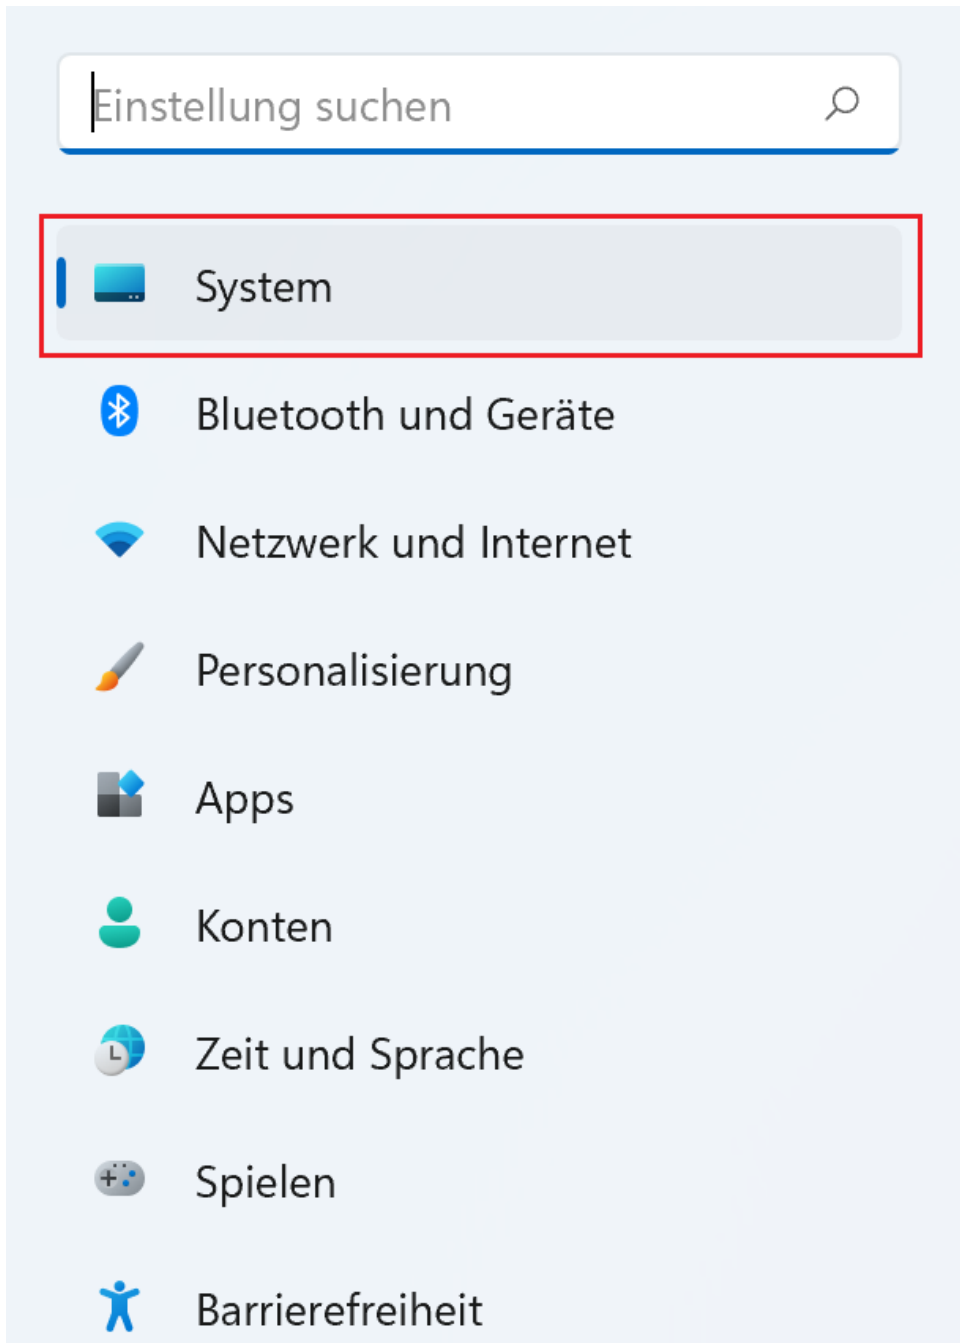 Einstellung suchen
System
Bluetooth und Geräte
Netzwerk und Internet
Personalisierung
Apps
Konten
Zeit und Sprache
Spielen
Barrierefreiheit